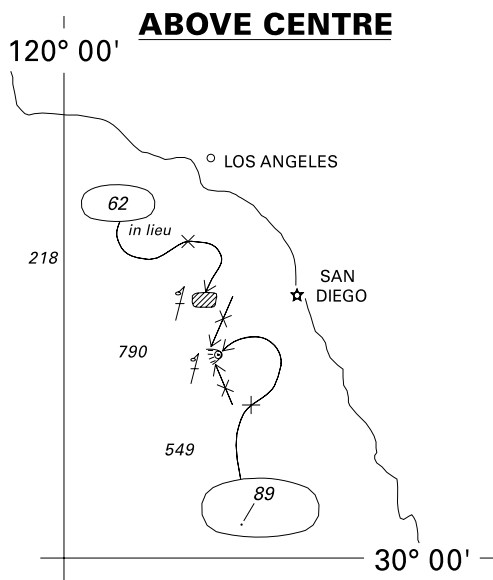 ABOVE CENTRE
120° 00'
LOS ANGELES
62
in lieu
218
SAN
DIEGO
790
549
89
30° 00'